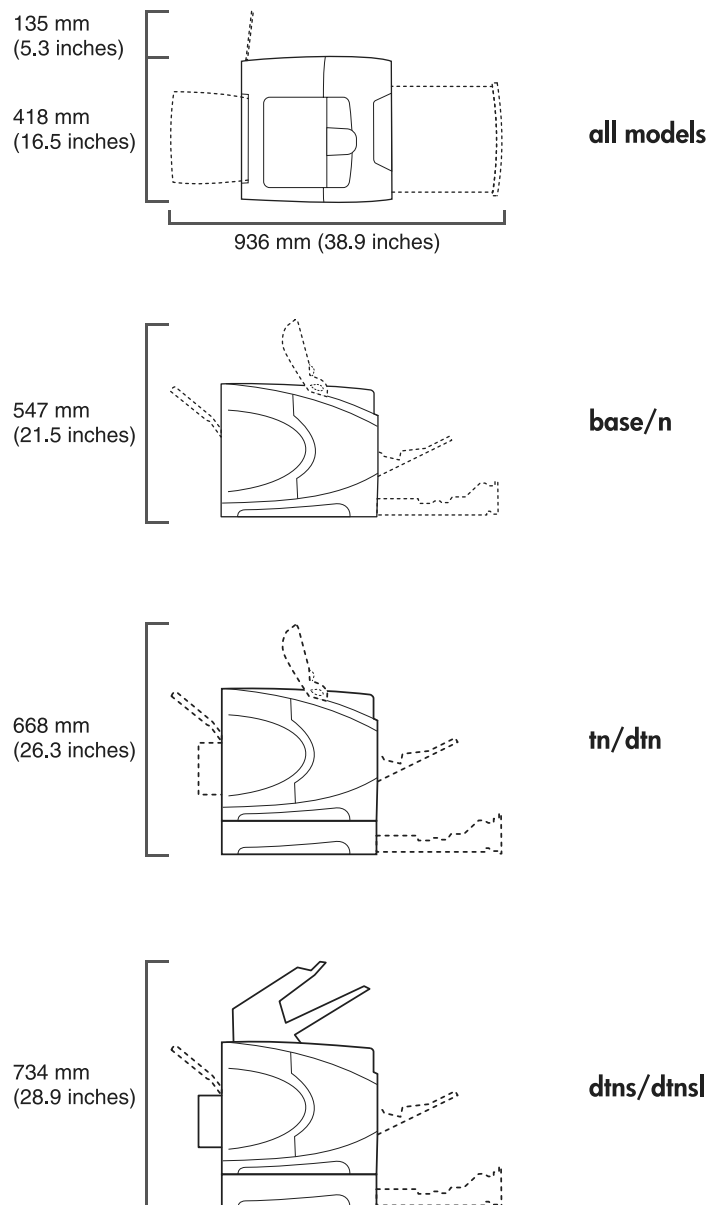 135 mm
(5.3 inches)
418 mm
(16.5 inches)
all models
936 mm (38.9 inches)
547 mm
(21.5 inches)
base/n
668 mm
(26.3 inches)
tn/dtn
734 mm
(28.9 inches)
dtns/dtnsl